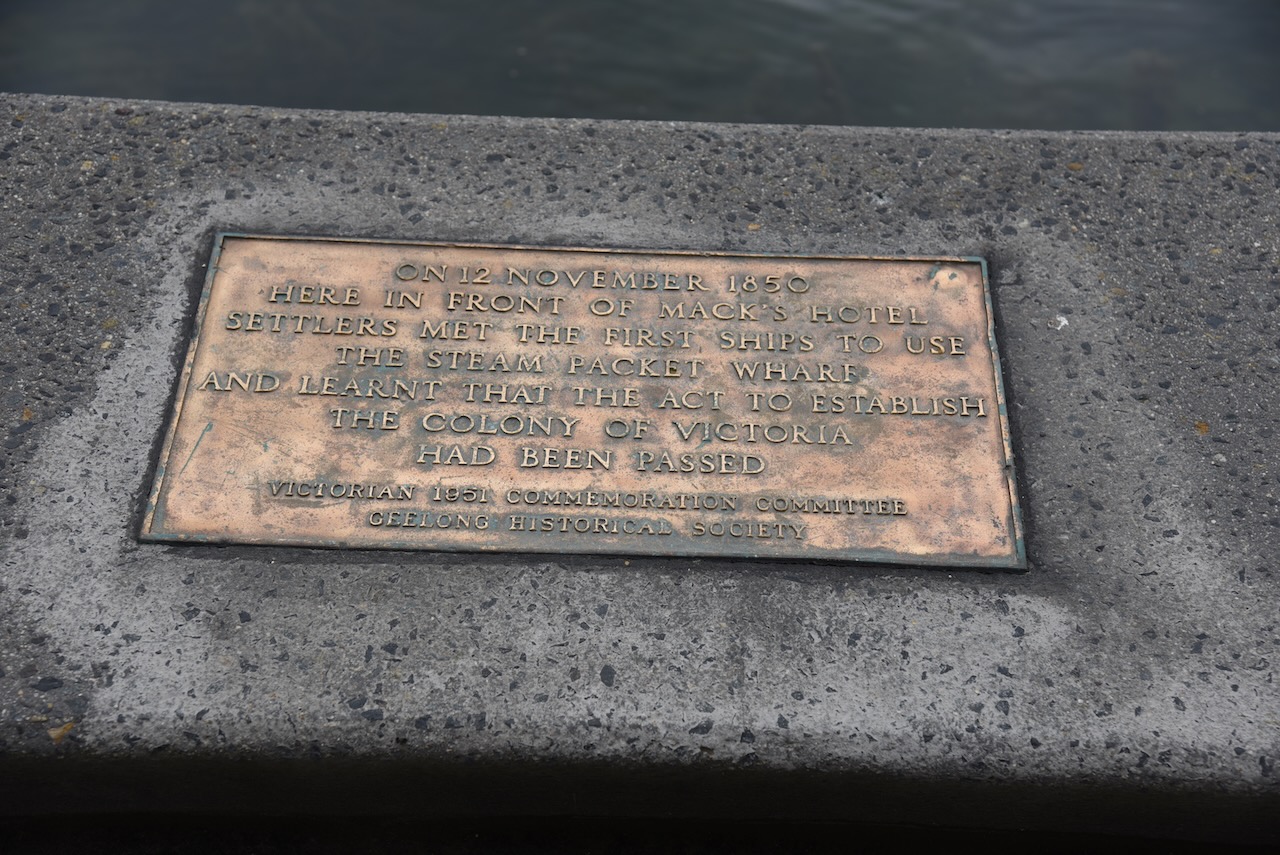 ON 12 NOVEMBER 1850
HERE IN FRONT OF MACK'S HOTEL
SETTLERS MET THE FIRST SHIPS TO USE
THE STEAM PACKET WHARF
AND LEARNT THAT THE ACT TO ESTABLISH
THE COLONY OF VICTORIA
HAD BEEN PASSED
VICTORIAN 1951 COMMEMORATION COMMITTEE
GEELONG HISTORICAL SOCIETY